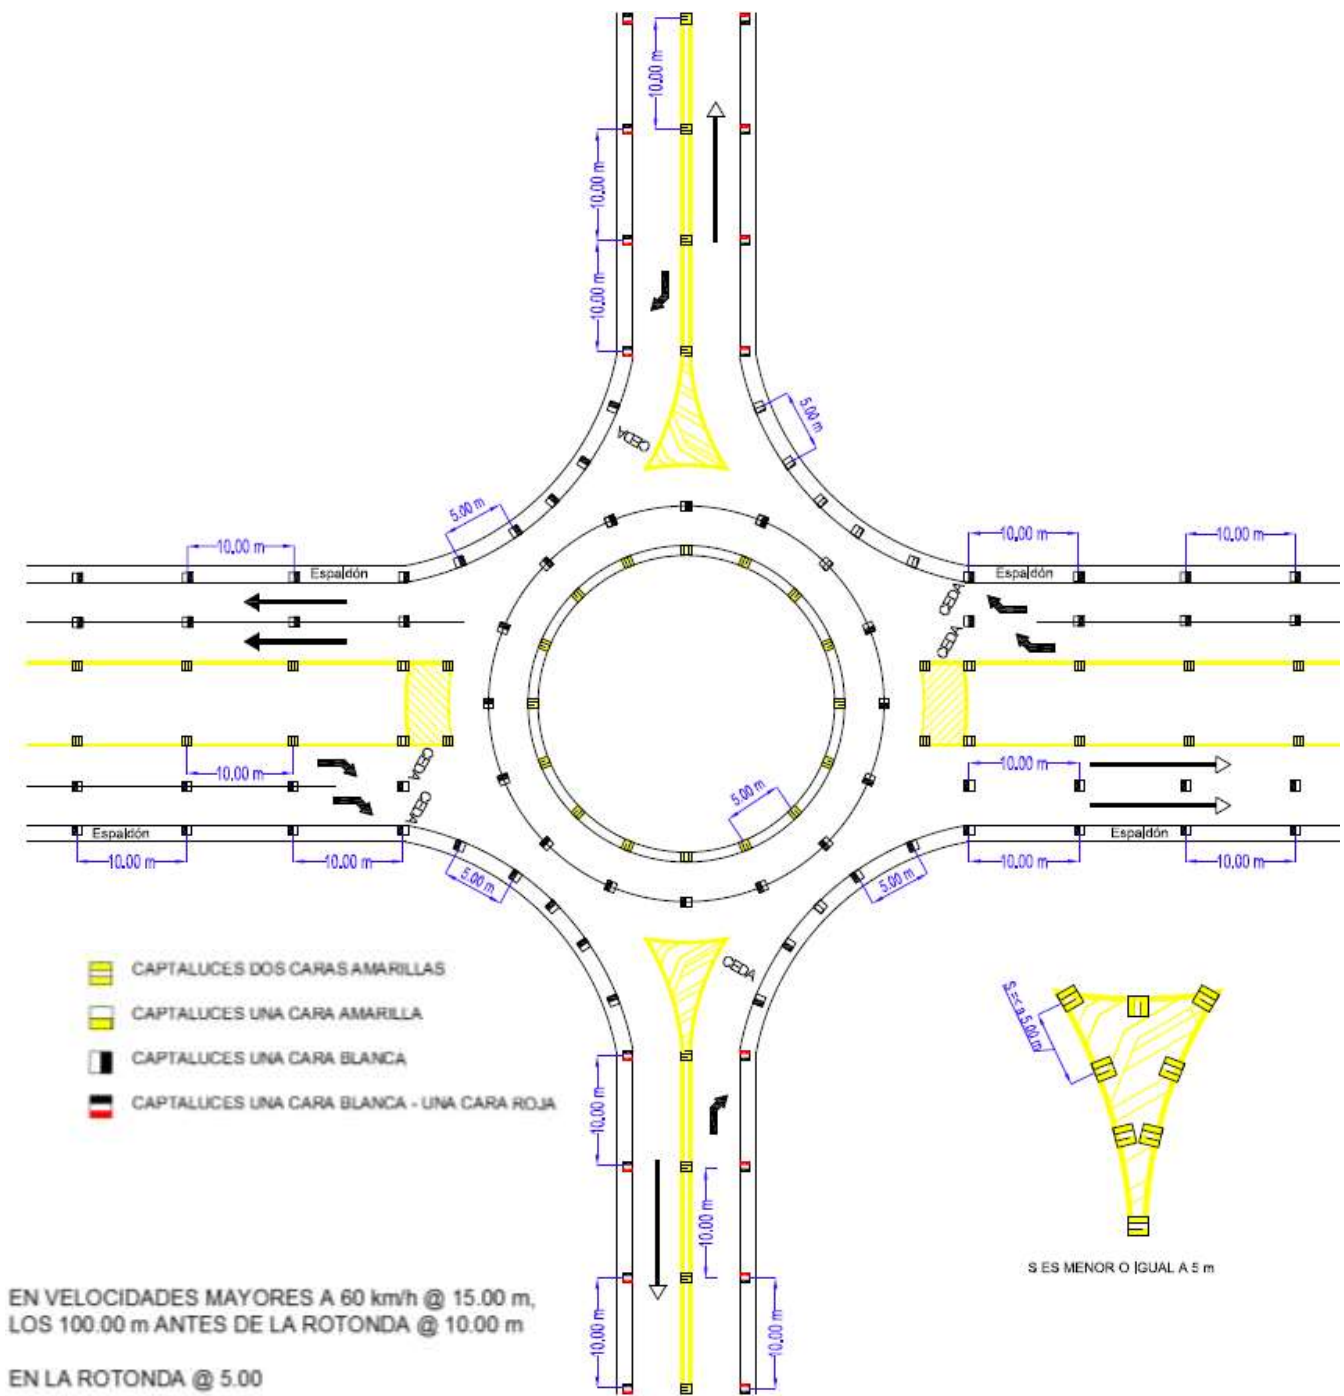 10.00 m
10.00 m
10.00 m
CEDA
5.00 m
5.00 m
10.00 m
Espaldón
10.00 m
10.00 m
Espaldón
CEDA
CEDA
10.00 m
CEDA
CEDA
5.00 m
10.00 m
Espaldón
10.00 m
10.00 m
5.00 m
5.00 m
Espaldón
10.00 m
10.00 m
CEDA
CAPTALUCES DOS CARAS AMARILLAS
CAPTALUCES UNA CARA AMARILLA
CAPTALUCES UNA CARA BLANCA
CAPTALUCES UNA CARA BLANCA - UNA CARA ROJA
10.00 m
10.00 m
10.00 m
10.00 m
S =< a 5.00 m
S ES MENOR O IGUAL A 5 m
EN VELOCIDADES MAYORES A 60 km/h @ 15.00 m,
LOS 100.00 m ANTES DE LA ROTONDA @ 10.00 m
EN LA ROTONDA @ 5.00